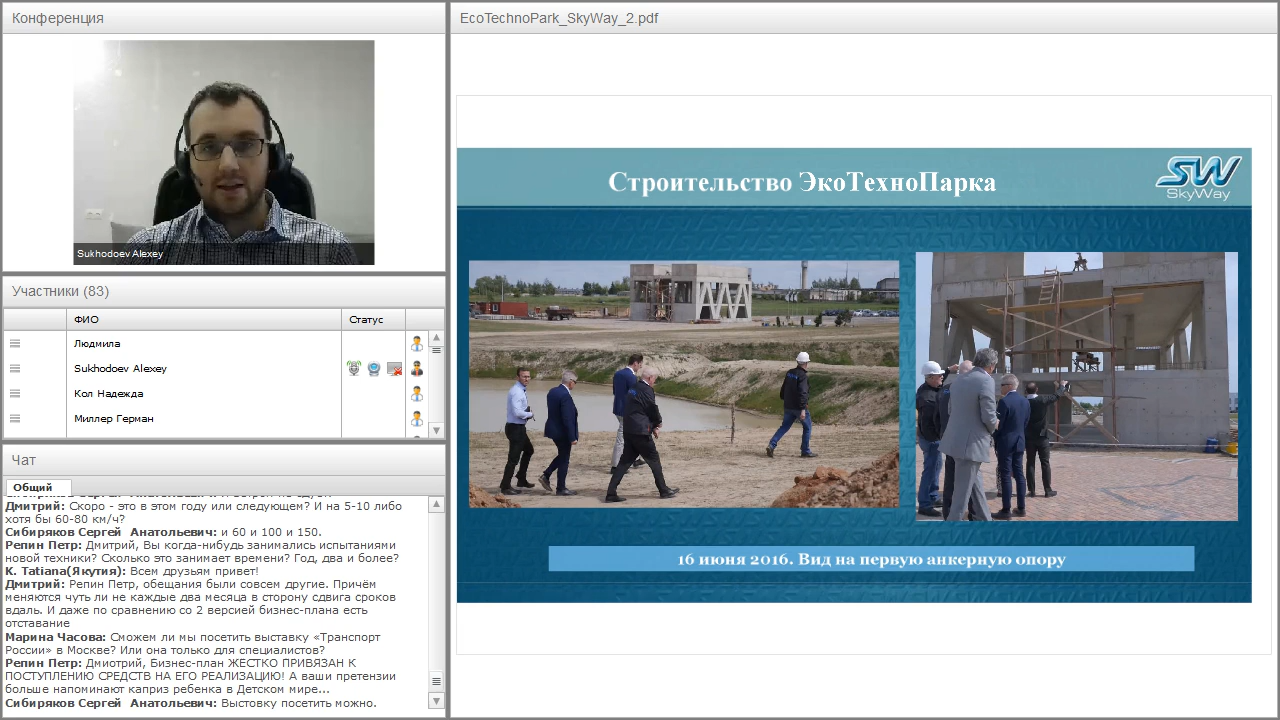 Конференция
Sukhodoev Alexey
Участники (83)
ФИО Статус
Людмила
Sukhodoev Alexey
Кол Надежда
Миллер Герман
Чат
Общий
Дмитрий: Скоро - это в этом году или следующем? И на 5-10 либо
хотя бы 60-80 км/ч?
Сибиряков Сергей Анатольевич: и 60 и 100 и 150.
Репин Петр: Дмитрий, Вы когда-нибудь занимались испытаниями
новой техники? Сколько это занимает времени? Год, два и более?
K. Tatiana(Якутия): Всем друзьям привет!
Дмитрий: Репин Петр, обещания были совсем другие. Причём
меняются чуть ли не каждые два месяца в сторону сдвига сроков
вдаль. И даже по сравнению со 2 версией бизнес-плана есть
отставание
Марина Часова: Сможем ли мы посетить выставку «Транспорт
России» в Москве? Или она только для специалистов?
Репин Петр: Дмиотрий, Бизнес-план ЖЕСТКО ПРИВЯЗАН К
ПОСТУПЛЕНИЮ СРЕДСТВ НА ЕГО РЕАЛИЗАЦИЮ! А ваши претензии
больше напоминают каприз ребенка в Детском мире...
Сибиряков Сергей Анатольевич: Выстовку посетить можно.
EcoTechnoPark_SkyWay_2.pdf
Строительство ЭкоТехноПарка
SW
SkyWay
16 июня 2016. Вид на первую анкерную опору